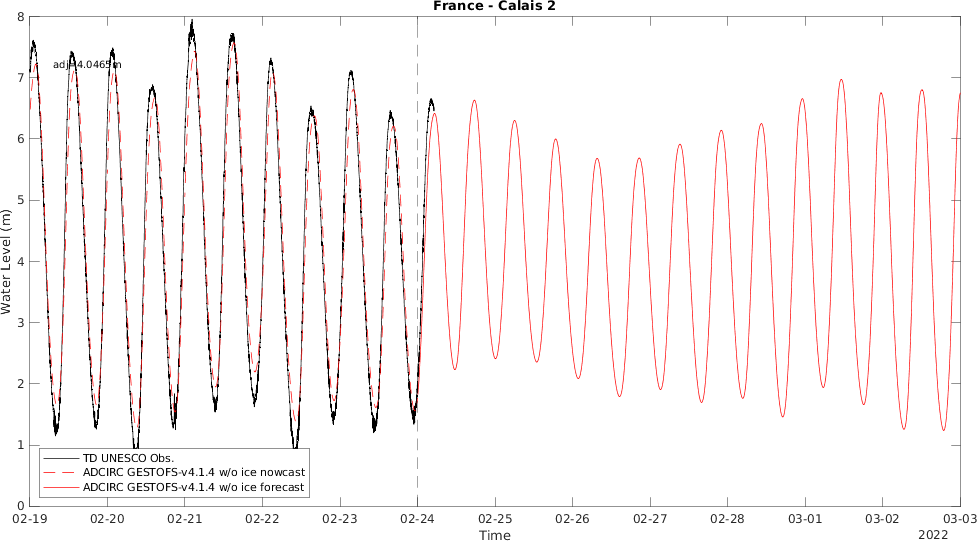 France - Calais 2
adj=4.0465m
Water Level (m)
8
7
6
5
4
3
2
1
0
TD UNESCO Obs.
ADCIRC GESTOFS-v4.1.4 w/o ice nowcast
ADCIRC GESTOFS-v4.1.4 w/o ice forecast
02-19 02-20 02-21 02-22 02-23 02-24 02-25 02-26 02-27 02-28 03-01 03-02 03-03
Time
2022